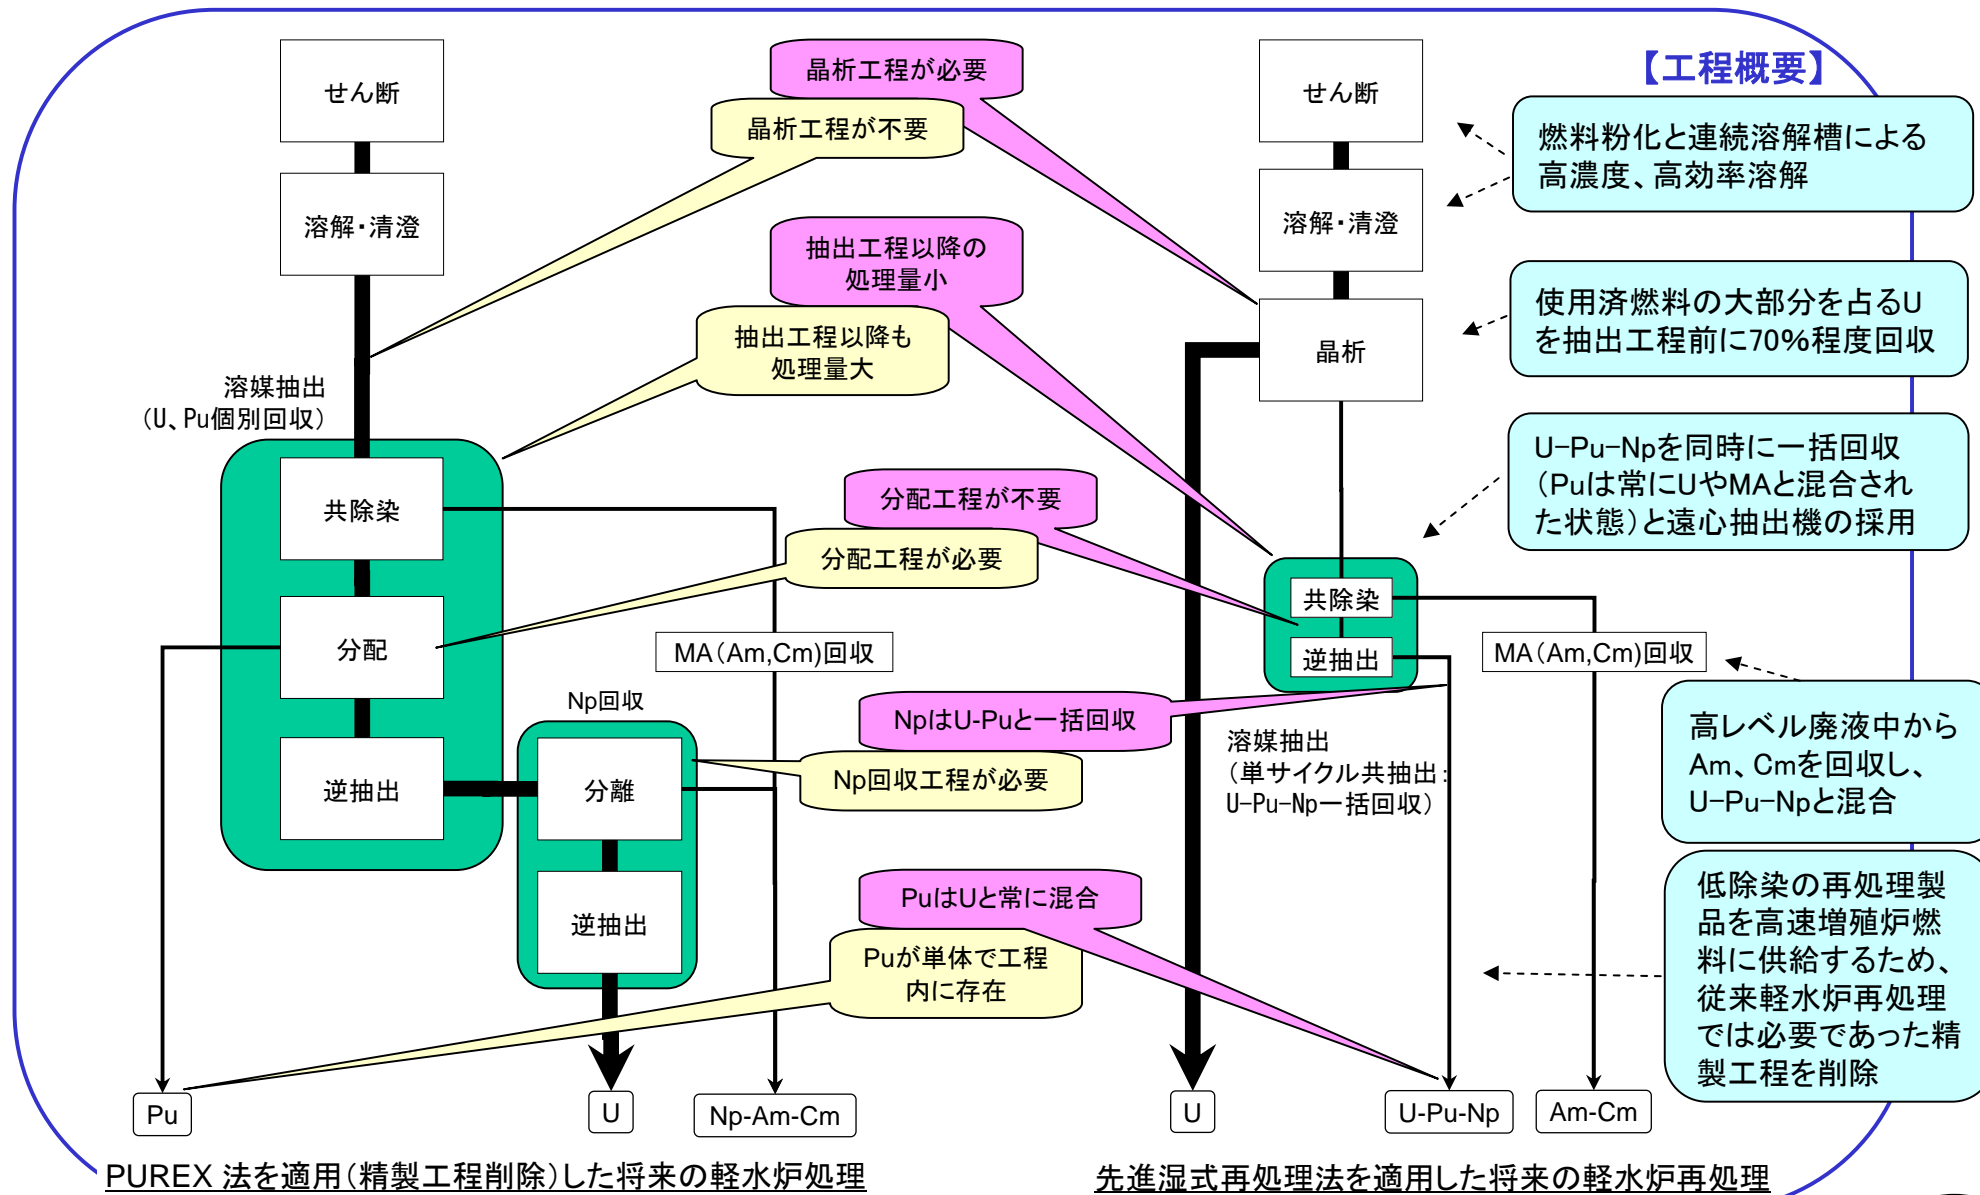 【工程概要】
せん断
溶解・清澄
溶媒抽出
（U、Pu個別回収）
共除染
分配
逆抽出
Np回収
分離
逆抽出
MA（Am,Cm)回収
Pu
U
Np-Am-Cm
PUREX 法を適用（精製工程削除）した将来の軽水炉処理
晶析工程が必要
晶析工程が不要
抽出工程以降の
処理量小
抽出工程以降も
処理量大
分配工程が不要
分配工程が必要
NpはU-Puと一括回収
Np回収工程が必要
PuはUと常に混合
Puが単体で工程
内に存在
せん断
溶解・清澄
晶析
共除染
逆抽出
MA（Am,Cm)回収
溶媒抽出
（単サイクル共抽出：
U-Pu-Np一括回収）
U
U-Pu-Np
Am-Cm
先進湿式再処理法を適用した将来の軽水炉再処理
燃料粉化と連続溶解槽による
高濃度、高効率溶解
使用済燃料の大部分を占るU
を抽出工程前に70%程度回収
U-Pu-Npを同時に一括回収
（Puは常にUやMAと混合され
た状態）と遠心抽出機の採用
高レベル廃液中から
Am、Cmを回収し、
U-Pu-Npと混合
低除染の再処理製
品を高速増殖炉燃
料に供給するため、
従来軽水炉再処理
では必要であった精
製工程を削除